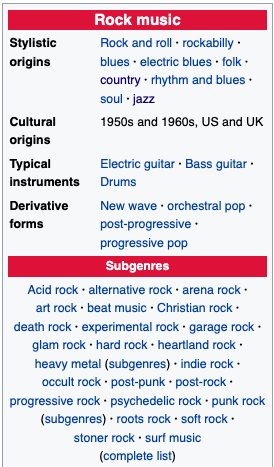 Rock music
Stylistic origins
Rock and roll · rockabilly ·
blues · electric blues · folk ·
country · rhythm and blues ·
soul · jazz
Cultural origins
1950s and 1960s, US and UK
Typical instruments
Electric guitar · Bass guitar ·
Drums
Derivative forms
New wave · orchestral pop ·
post-progressive ·
progressive pop
Subgenres
Acid rock · alternative rock · arena rock ·
art rock · beat music · Christian rock ·
death rock · experimental rock · garage rock ·
glam rock · hard rock · heartland rock ·
heavy metal (subgenres) · indie rock ·
occult rock · post-punk · post-rock ·
progressive rock · psychedelic rock · punk rock
(subgenres) · roots rock · soft rock ·
stoner rock · surf music
(complete list)